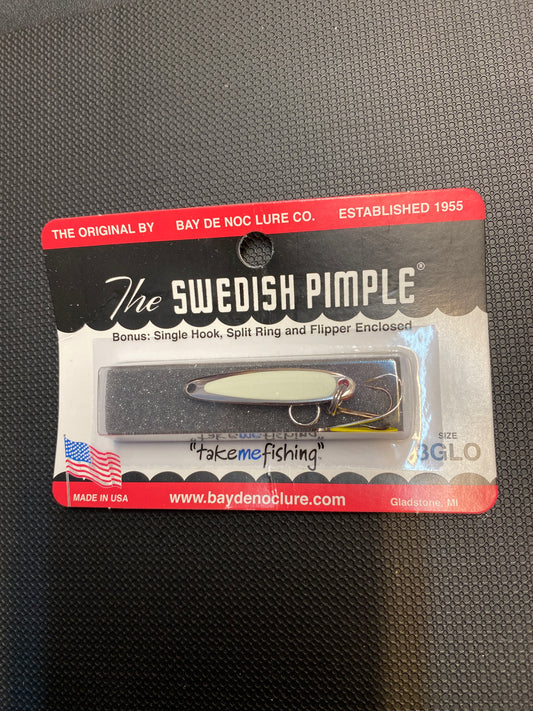 THE ORIGINAL BY BAY DE NOC LURE CO. ESTABLISHED 1955
The SWEDISH PIMPLE®
Bonus: Single Hook, Split Ring and Flipper Enclosed
"takemefishing"
SIZE
3GLO
MADE IN USA www.baydenoclure.com Gladstone, MI